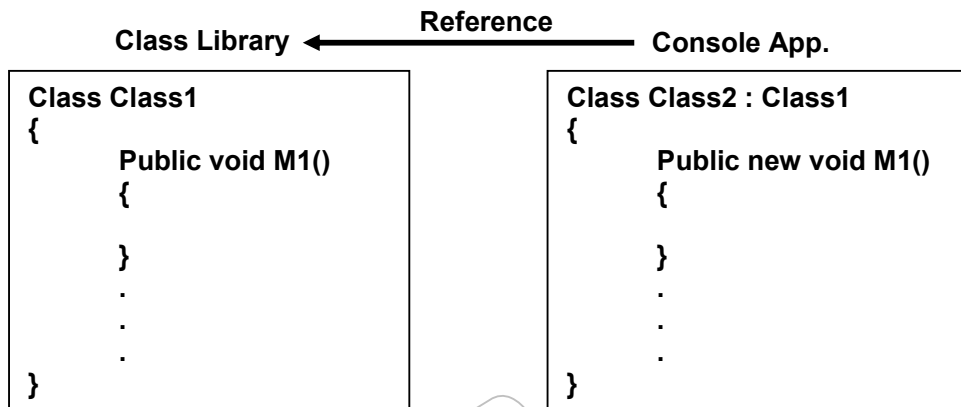 Reference
Class Library
Console App.
Class Class1
{
Public void M1()
{
}
.
.
.
}
Class Class2 : Class1
{
Public new void M1()
{
}
.
.
.
}